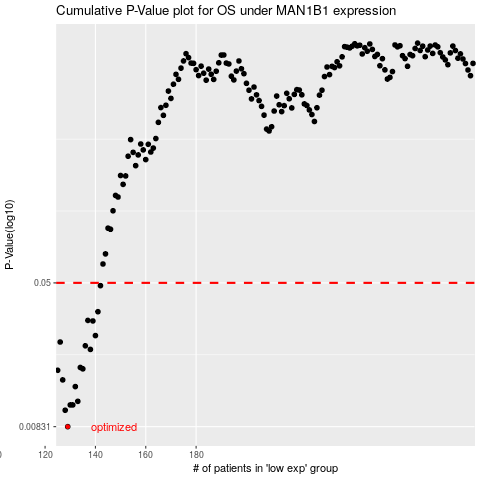 Cumulative P-Value plot for OS under MAN1B1 expression
P-Value(log10)
0.05
0.00831
optimized
0 120 140 160 180
# of patients in 'low exp' group